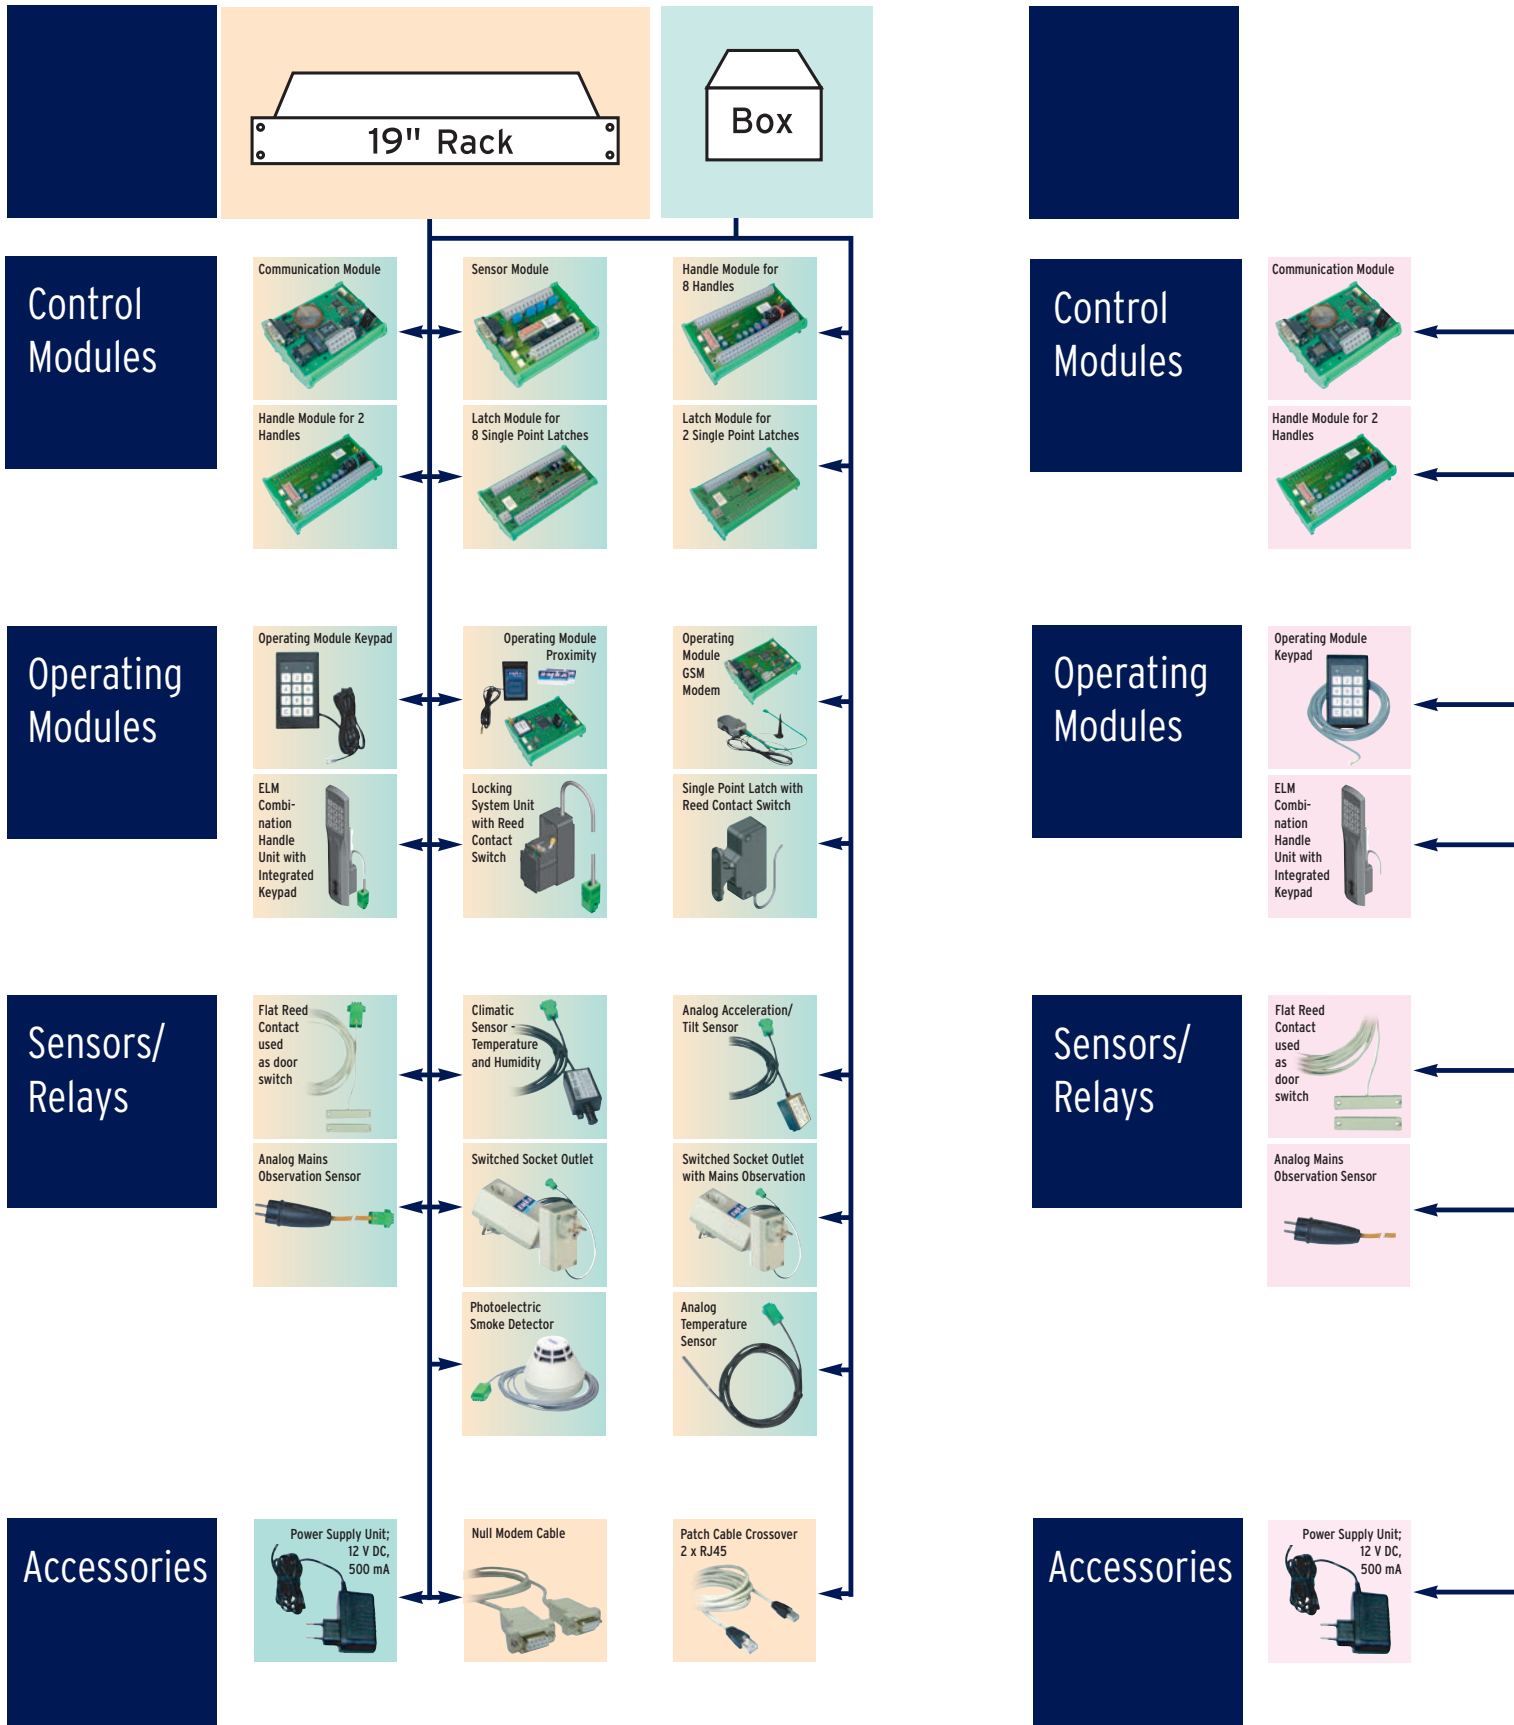 19" Rack
Box
Control
Modules
Communication Module
Sensor Module
Handle Module for
8 Handles
Handle Module for 2
Handles
Latch Module for
8 Single Point Latches
Latch Module for
2 Single Point Latches
Operating
Modules
Operating Module Keypad
Operating Module
Proximity
Operating
Module
GSM
Modem
ELM
Combi-
nation
Handle
Unit with
Integrated
Keypad
Locking
System Unit
with Reed
Contact
Switch
Single Point Latch with
Reed Contact Switch
Sensors/
Relays
Flat Reed
Contact
used
as door
switch
Climatic
Sensor -
Temperature
and Humidity
Analog Acceleration/
Tilt Sensor
Analog Mains
Observation Sensor
Switched Socket Outlet
Switched Socket Outlet
with Mains Observation
Photoelectric
Smoke Detector
Analog
Temperature
Sensor
Accessories
Power Supply Unit;
12 V DC,
500 mA
Null Modem Cable
Patch Cable Crossover
2 x RJ45
Control
Modules
Communication Module
Handle Module for 2
Handles
Operating
Modules
Operating Module
Keypad
ELM
Combi-
nation
Handle
Unit with
Integrated
Keypad
Sensors/
Relays
Flat Reed
Contact
used
as
door
switch
Analog Mains
Observation Sensor
Accessories
Power Supply Unit;
12 V DC,
500 mA